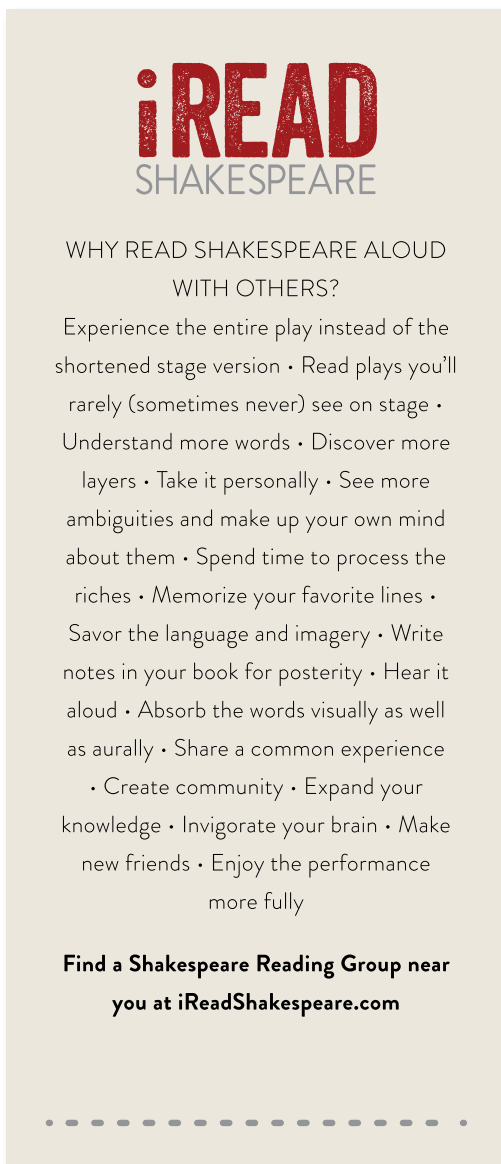 iREAD
SHAKESPEARE
WHY READ SHAKESPEARE ALOUD
WITH OTHERS?
Experience the entire play instead of the
shortened stage version • Read plays you’ll
rarely (sometimes never) see on stage •
Understand more words • Discover more
layers • Take it personally • See more
ambiguities and make up your own mind
about them • Spend time to process the
riches • Memorize your favorite lines •
Savor the language and imagery • Write
notes in your book for posterity • Hear it
aloud • Absorb the words visually as well
as aurally • Share a common experience
• Create community • Expand your
knowledge • Invigorate your brain • Make
new friends • Enjoy the performance
more fully
Find a Shakespeare Reading Group near
you at iReadShakespeare.com